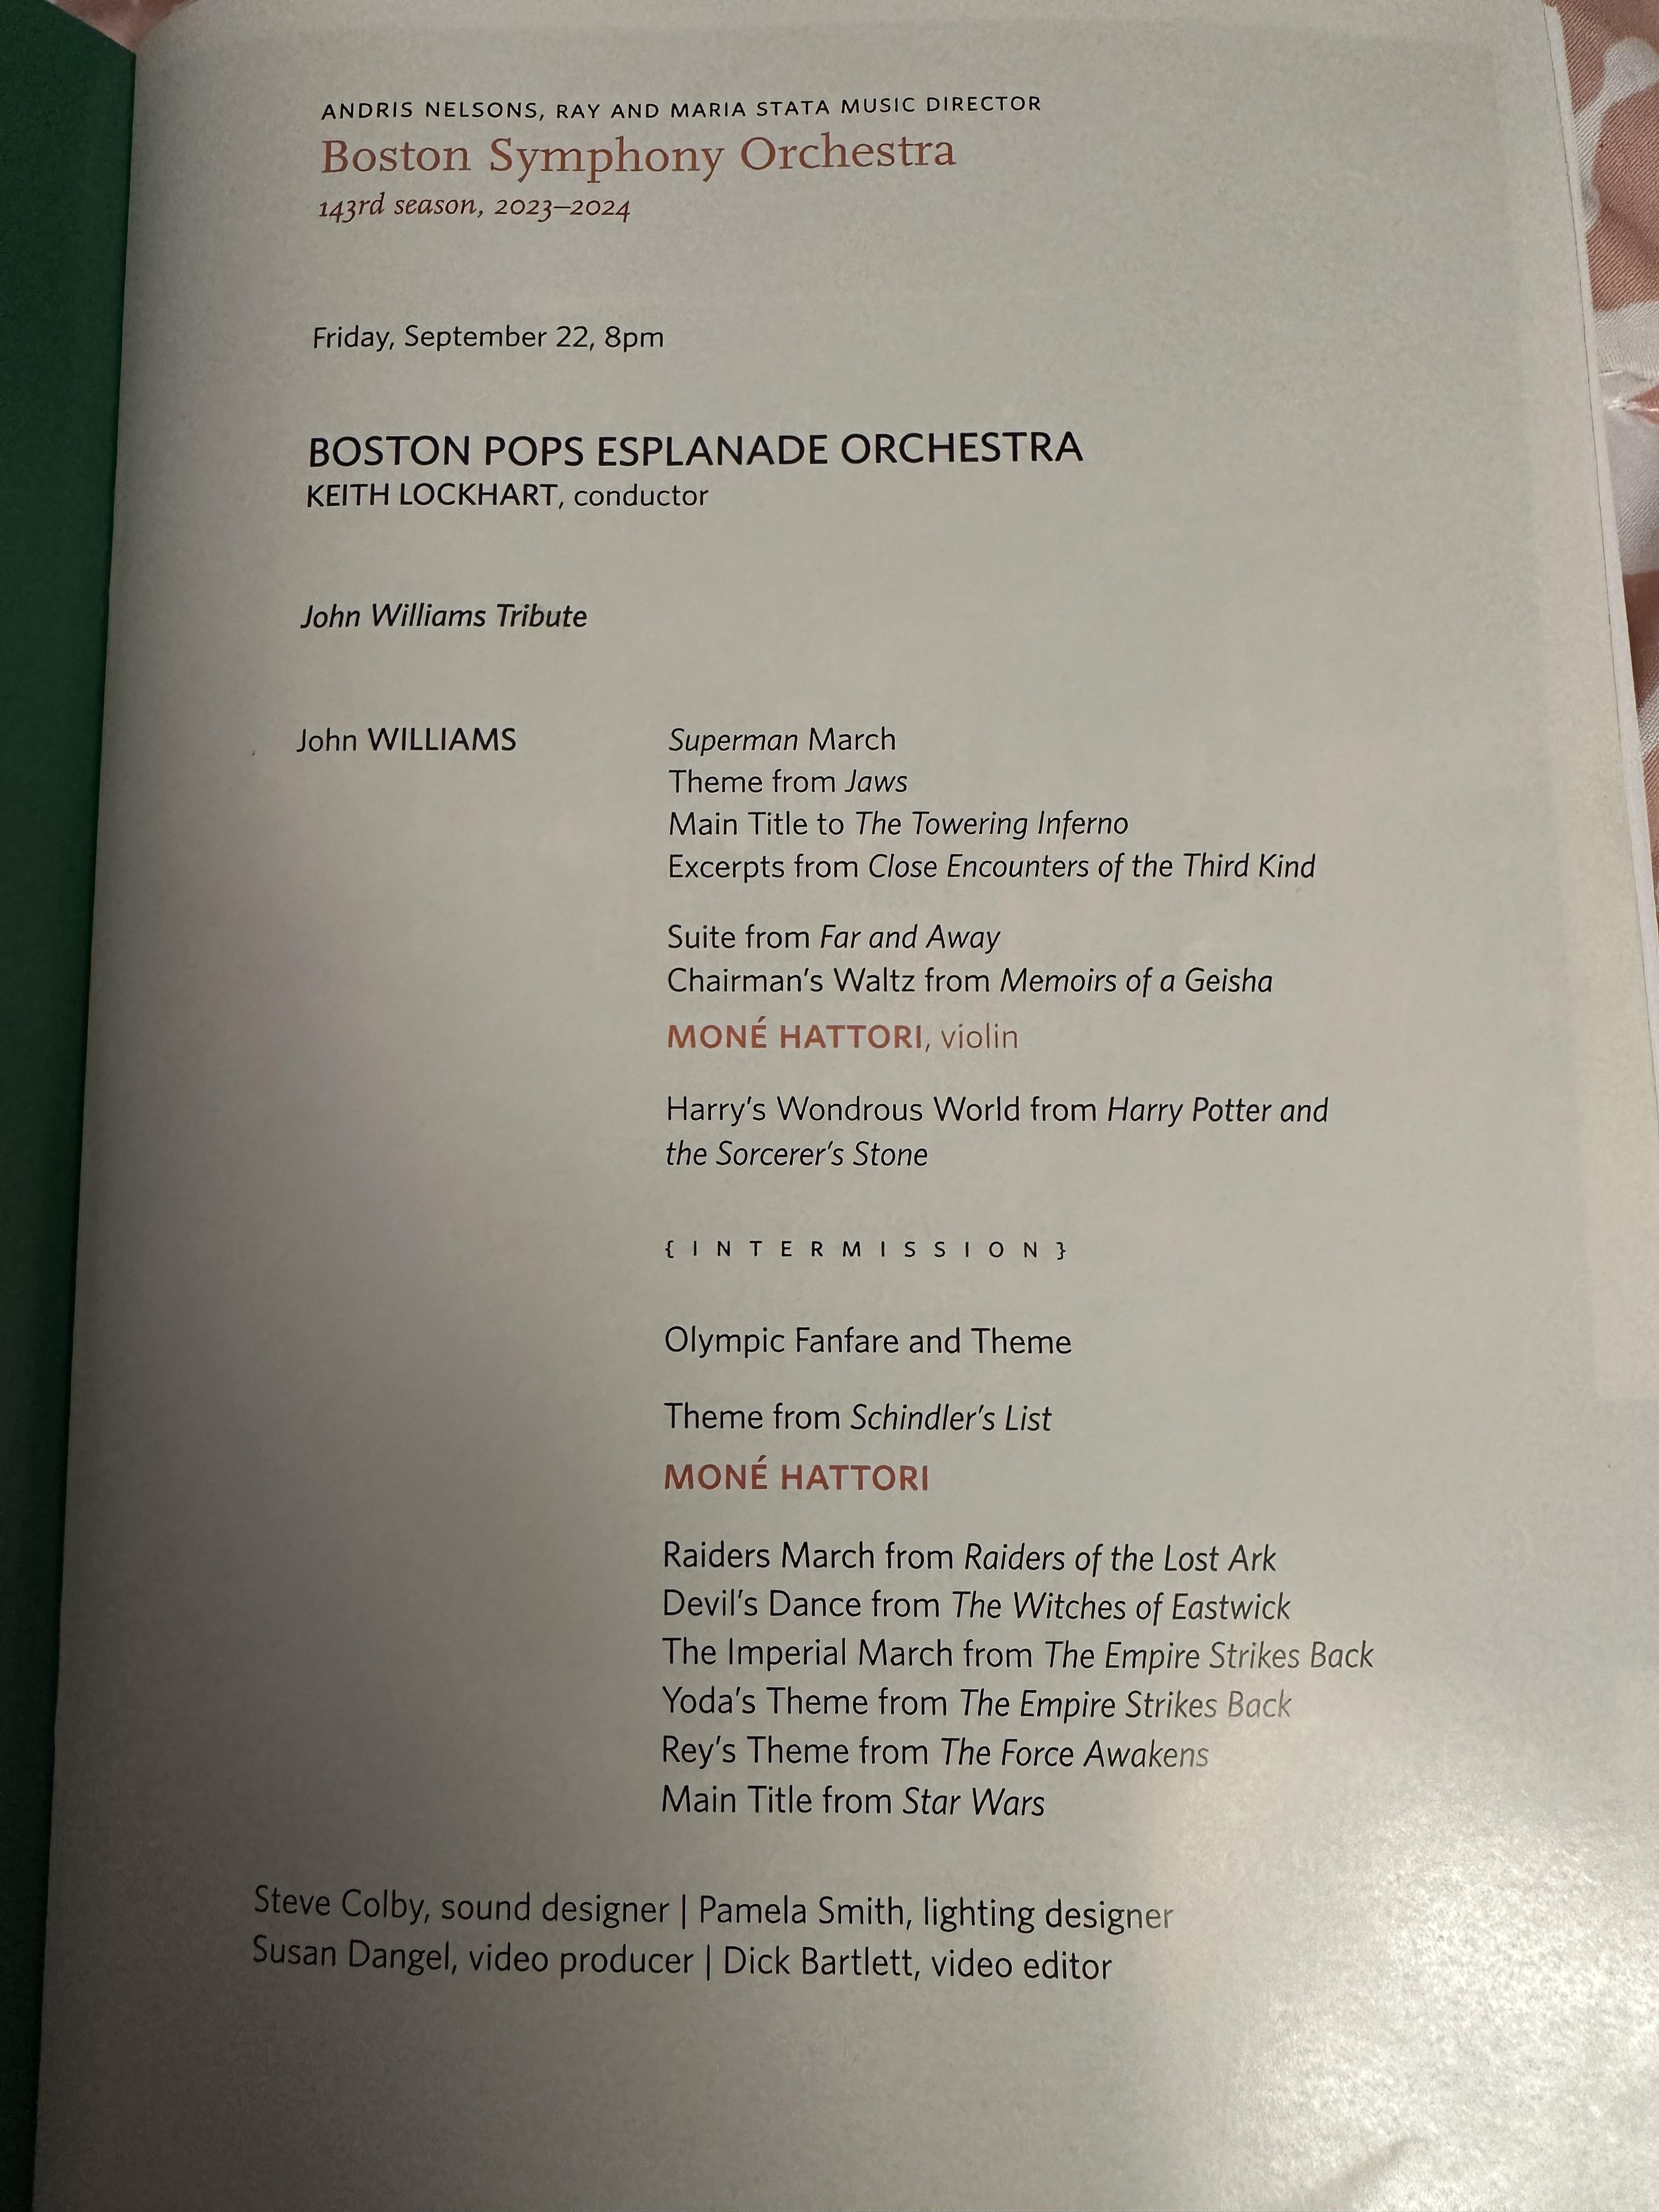 ANDRIS NELSONS, RAY AND MARIA STATA MUSIC DIRECTOR
Boston Symphony Orchestra
143rd season, 2023–2024
Friday, September 22, 8pm
BOSTON POPS ESPLANADE ORCHESTRA
KEITH LOCKHART, conductor
John Williams Tribute
John WILLIAMS
Superman March
Theme from Jaws
Main Title to The Towering Inferno
Excerpts from Close Encounters of the Third Kind
Suite from Far and Away
Chairman’s Waltz from Memoirs of a Geisha
MONÉ HATTORI, violin
Harry’s Wondrous World from Harry Potter and
the Sorcerer’s Stone
{ I N T E R M I S S I O N }
Olympic Fanfare and Theme
Theme from Schindler’s List
MONÉ HATTORI
Raiders March from Raiders of the Lost Ark
Devil’s Dance from The Witches of Eastwick
The Imperial March from The Empire Strikes Back
Yoda’s Theme from The Empire Strikes Back
Rey’s Theme from The Force Awakens
Main Title from Star Wars
Steve Colby, sound designer | Pamela Smith, lighting designer
Susan Dangel, video producer | Dick Bartlett, video editor